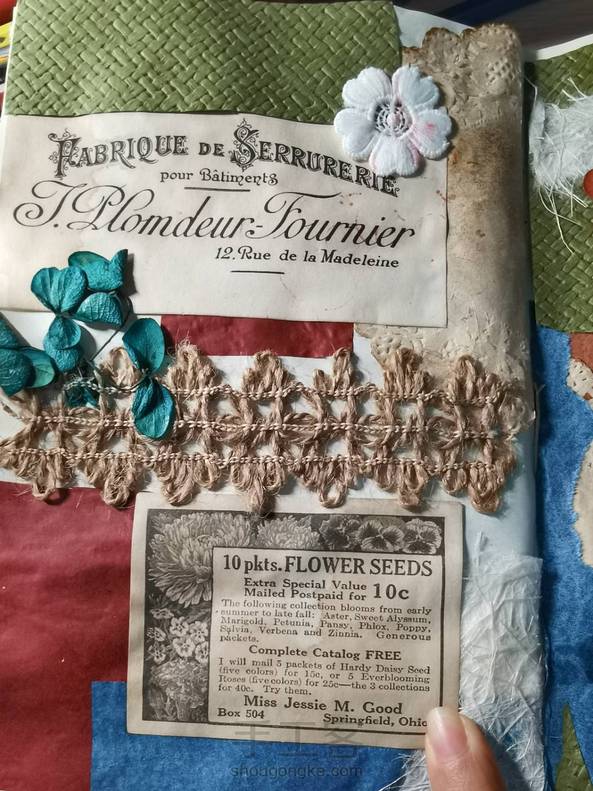 FABRIQUE DE SERRURERIE
pour Bâtiments
J. Plomdeur-Fournier
12, Rue de la Madeleine
10 pkts. FLOWER SEEDS
Extra Special Value
Mailed Postpaid for 10c
The following collection blooms from early
summer to late fall: Aster, Sweet Alyssum,
Marigold, Petunia, Pansy, Phlox, Poppy,
Salvia, Verbena and Zinnia. Generous
packets.
Complete Catalog FREE
I will mail 5 packets of Hardy Daisy Seed
(five colors) for 15c, or 5 Everblooming
Roses (five colors) for 25c—the 3 collections
for 40c. Try them.
Miss Jessie M. Good
Box 504 Springfield, Ohio
手工客
shougongke.com